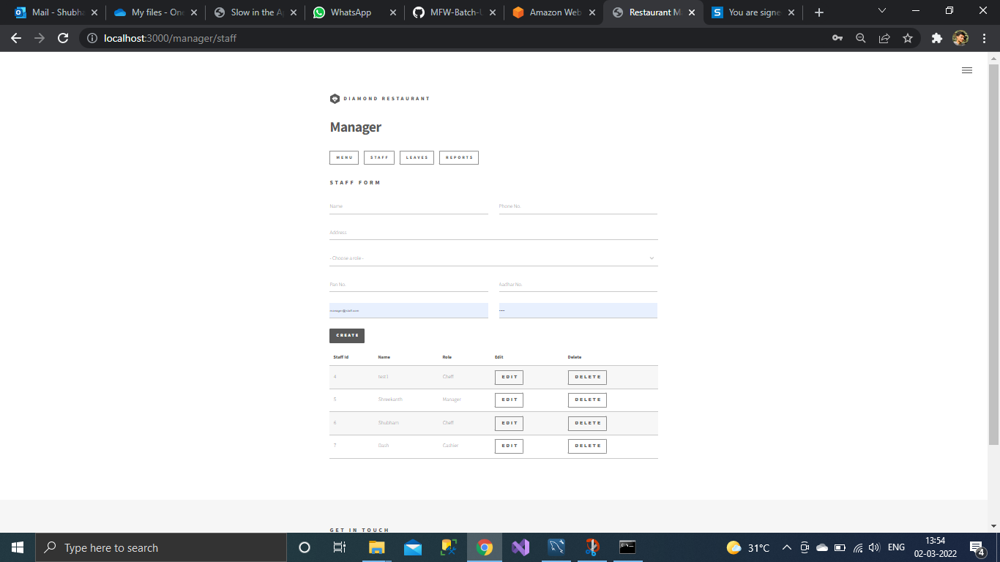 Mail - Shubha
My files - One
Slow in the Ap
WhatsApp
MFW-Batch-
Amazon Web
Restaurant M
You are signe
localhost:3000/manager/staff
DIAMOND RESTAURANT
Manager
MENU STAFF LEAVES REPORTS
STAFF FORM
Name Phone No.
Address
- Choose a role -
Pan No. Aadhar No.
manager@staff.com
CREATE
Staff Id Name Role Edit Delete
4 test1 Cheff EDIT DELETE
5 Shreekanth Manager EDIT DELETE
6 Shubham Cheff EDIT DELETE
7 Dash Cashier EDIT DELETE
GET IN TOUCH
Type here to search
31°C
ENG
13:54
02-03-2022
4